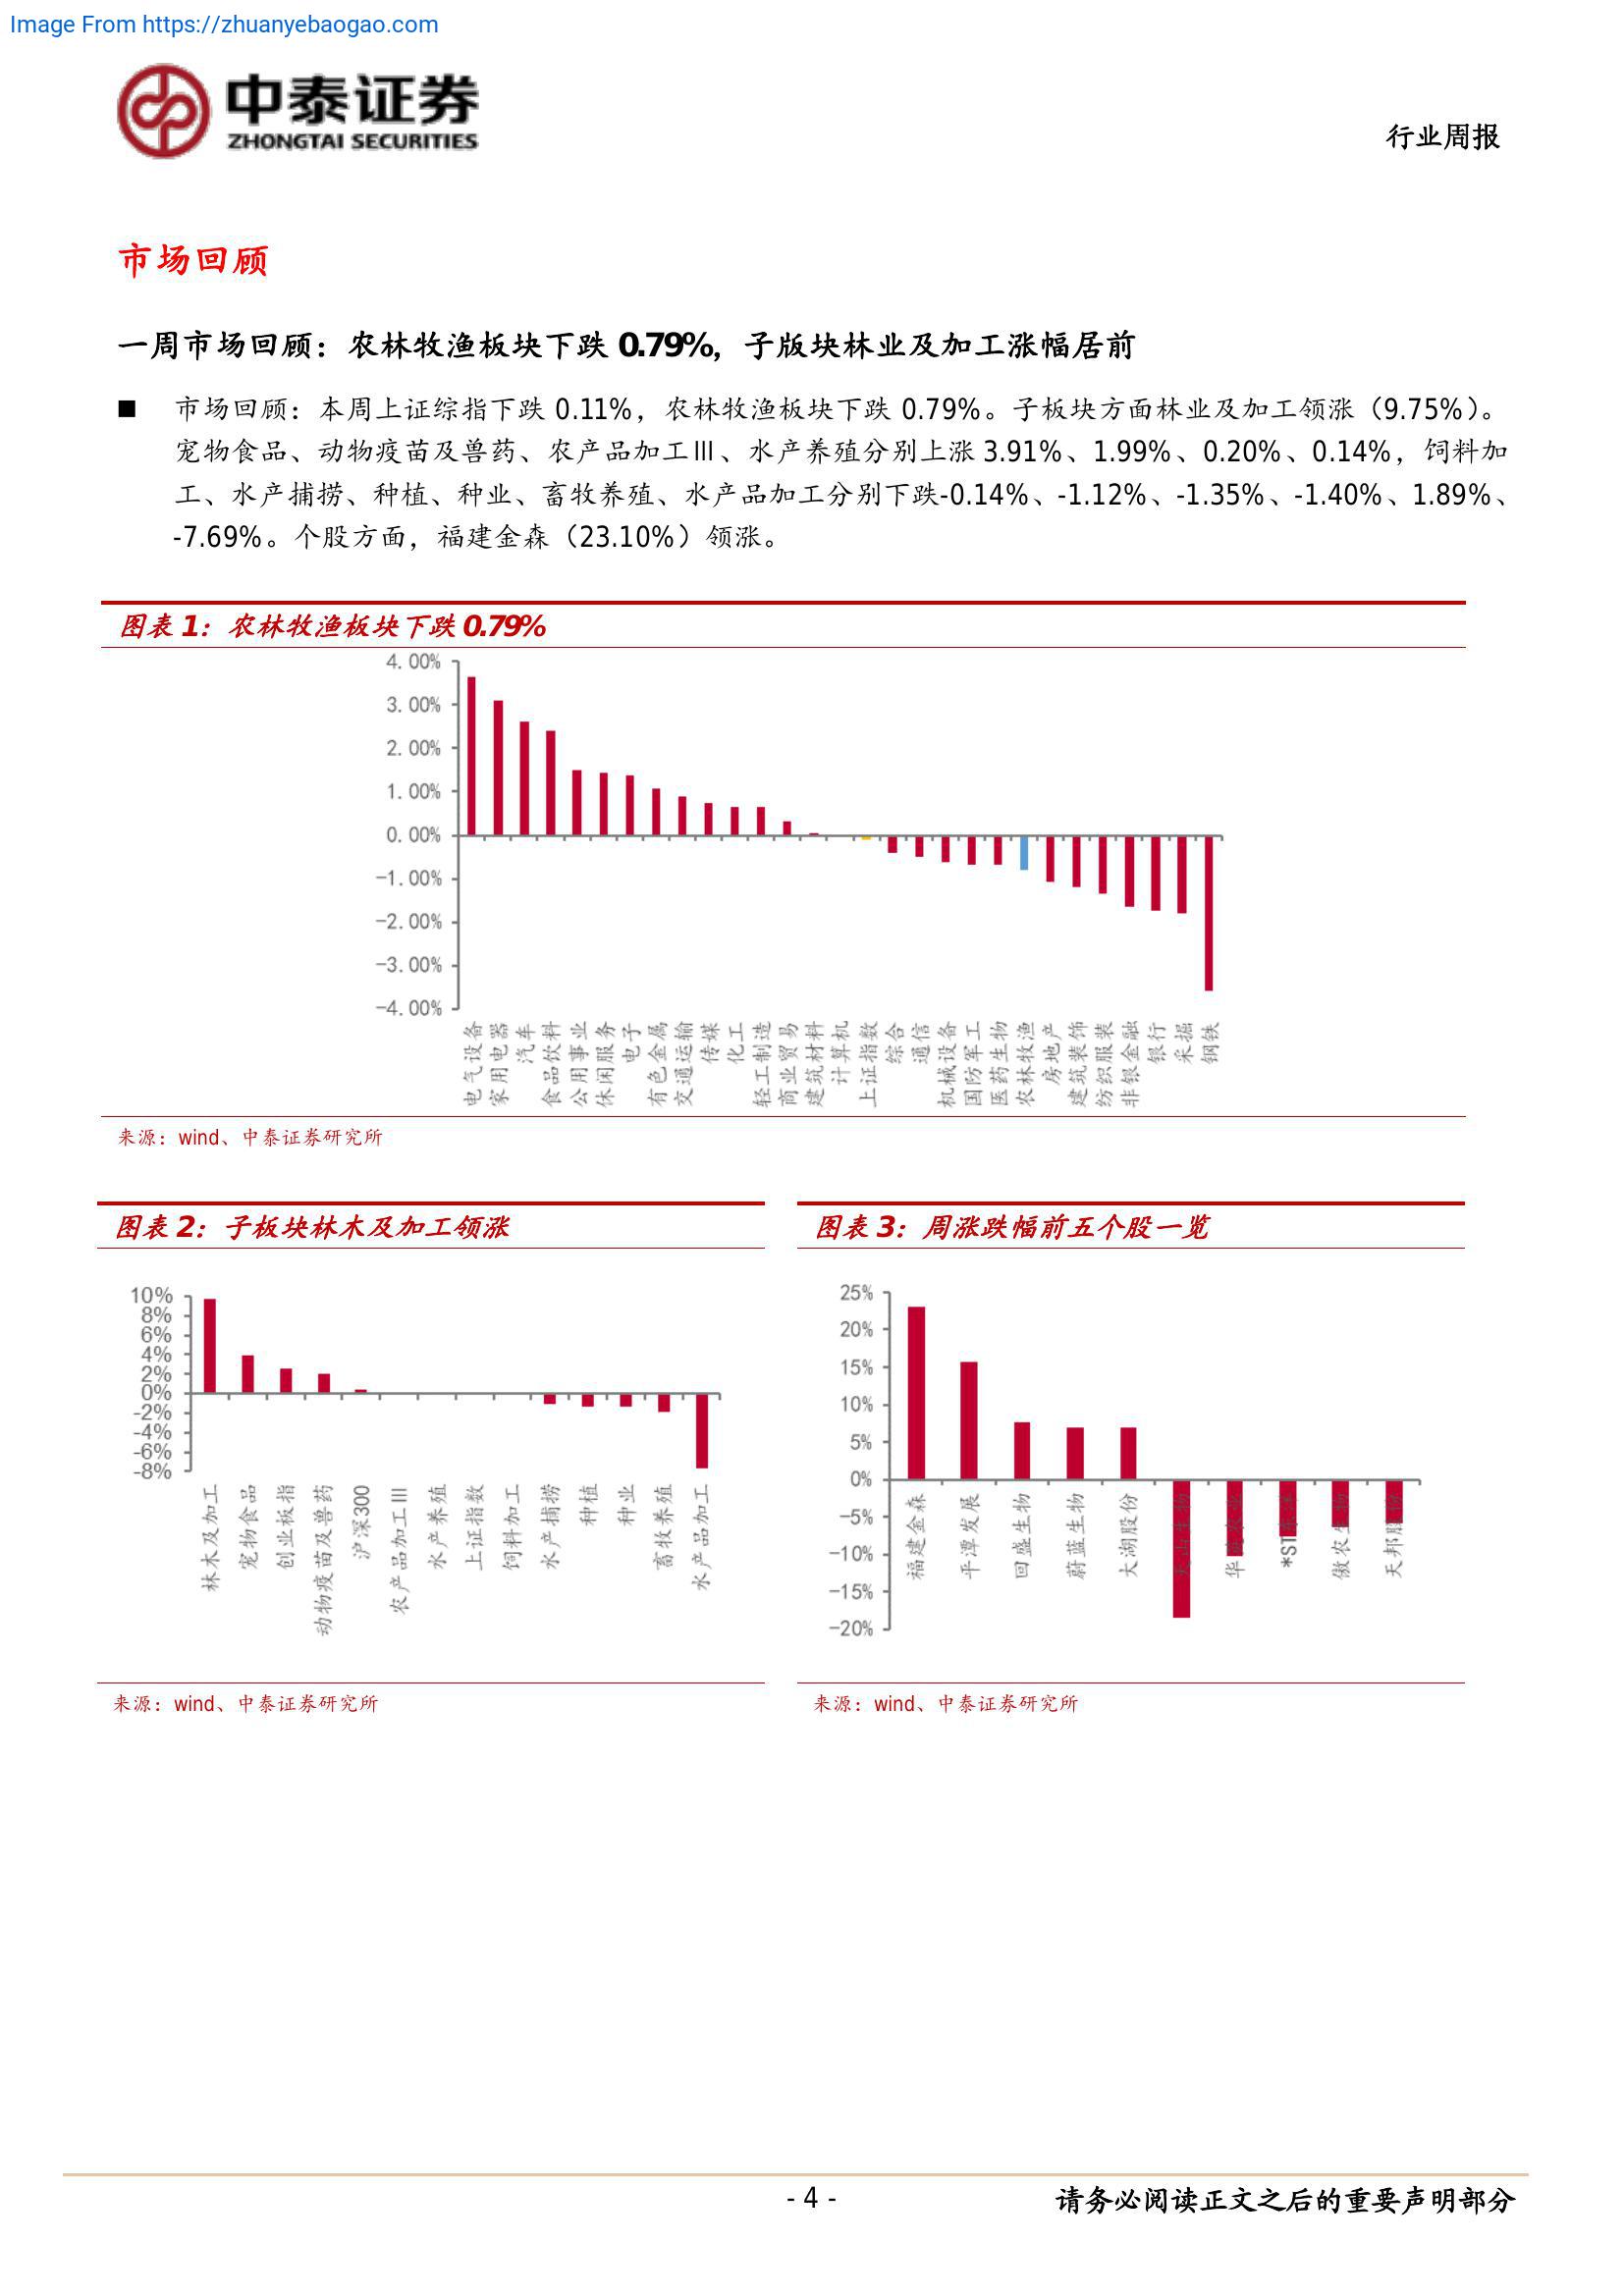 Image From https://zhuanyebaogao.com
中泰证券
ZHONGTAI SECURITIES
行业周报
市场回顾
一周市场回顾：农林牧渔板块下跌 0.79%，子版块林业及加工涨幅居前
■ 市场回顾：本周上证综指下跌 0.11%，农林牧渔板块下跌 0.79%。子板块方面林业及加工领涨（9.75%）。
宠物食品、动物疫苗及兽药、农产品加工Ⅲ、水产养殖分别上涨 3.91%、1.99%、0.20%、0.14%，饲料加
工、水产捕捞、种植、种业、畜牧养殖、水产品加工分别下跌-0.14%、-1.12%、-1.35%、-1.40%、1.89%、
-7.69%。个股方面，福建金森（23.10%）领涨。
图表 1：农林牧渔板块下跌 0.79%
4.00%
3.00%
2.00%
1.00%
0.00%
-1.00%
-2.00%
-3.00%
-4.00%
电气设备
家用电器
汽车
食品饮料
公用事业
休闲服务
电子
有色金属
交通运输
传媒
化工
轻工制造
商业贸易
建筑材料
计算机
上证指数
综合
通信
机械设备
国防军工
医药生物
农林牧渔
房地产
建筑装饰
纺织服装
非银金融
银行
采掘
钢铁
来源：wind、中泰证券研究所
图表 2：子板块林木及加工领涨
10%
8%
6%
4%
2%
0%
-2%
-4%
-6%
-8%
林木及加工
宠物食品
创业板指
动物疫苗及兽药
沪深300
农产品加工Ⅲ
水产养殖
上证指数
饲料加工
水产捕捞
种植
种业
畜牧养殖
水产品加工
来源：wind、中泰证券研究所
图表 3：周涨跌幅前五个股一览
25%
20%
15%
10%
5%
0%
-5%
-10%
-15%
-20%
福建金森
平潭发展
回盛生物
蔚蓝生物
大湖股份
华
*ST
傲农生
天邦股份
来源：wind、中泰证券研究所
- 4 -
请务必阅读正文之后的重要声明部分